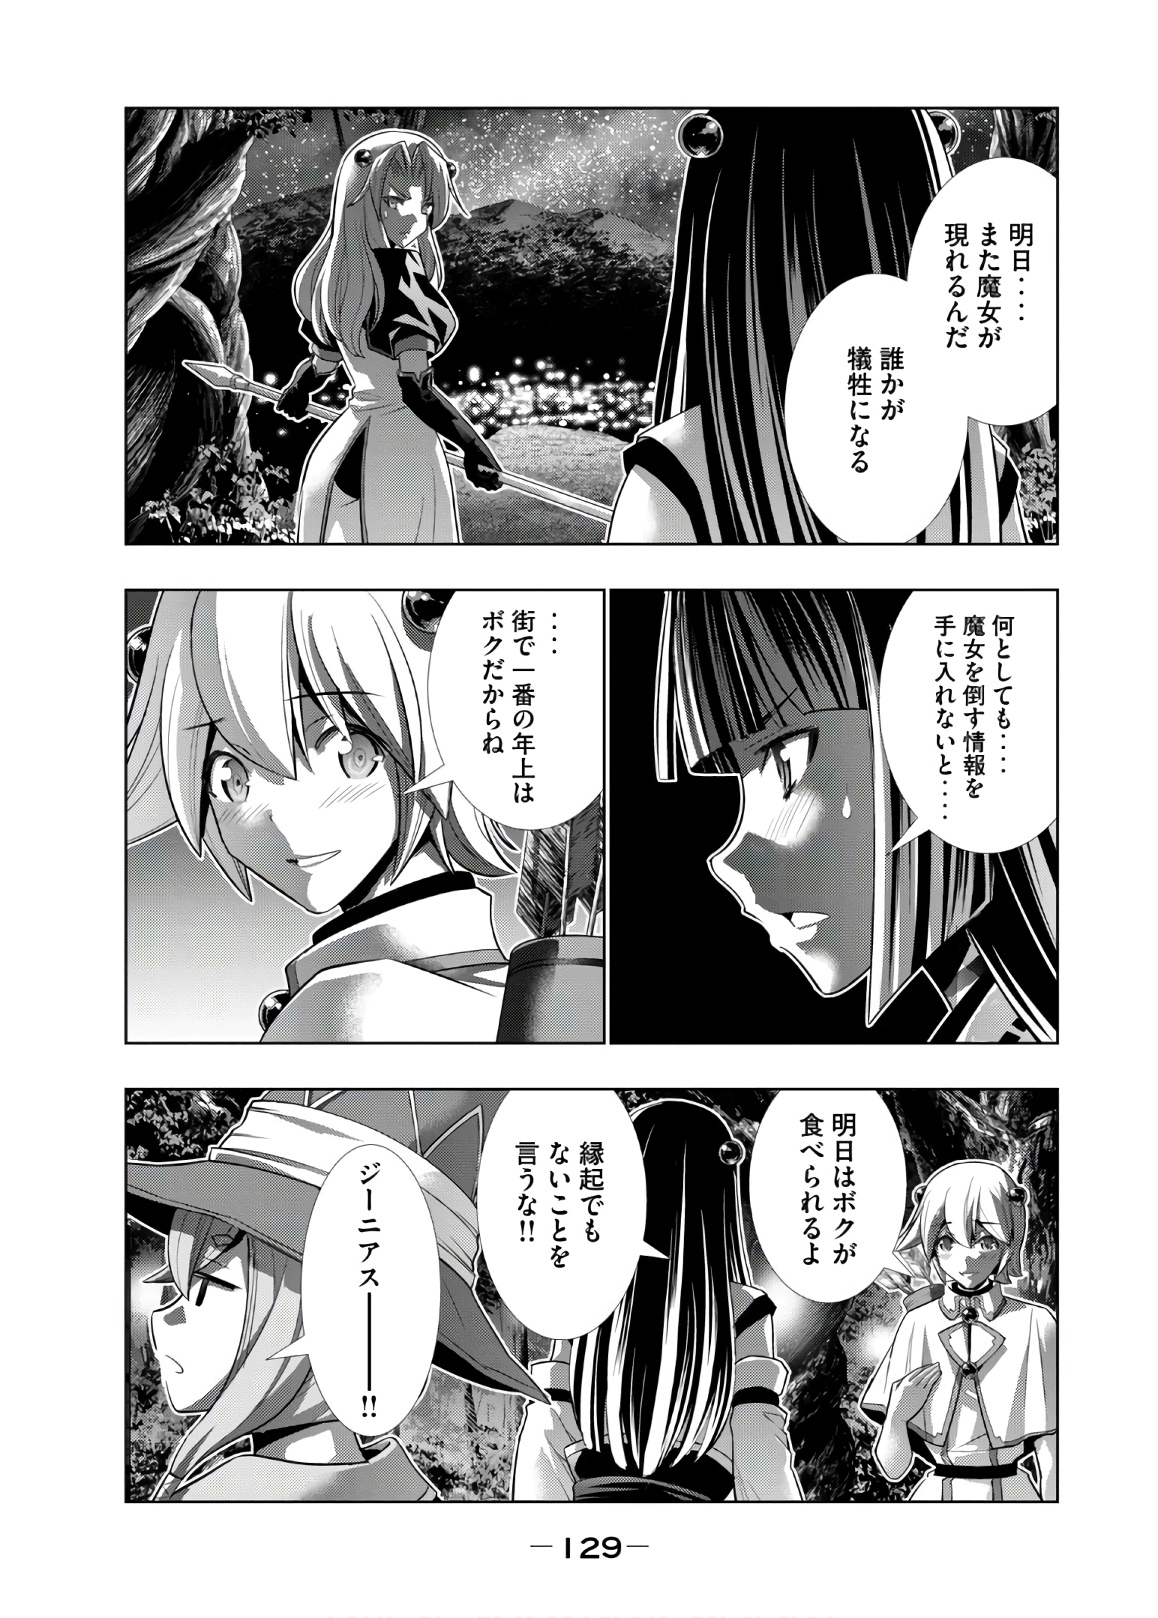 明日‥‥
また魔女が
現れるんだ
誰かが
犠牲になる
何としても‥‥
魔女を倒す情報を
手に入れないと‥‥
‥‥
街で一番の年上は
ボクだからね
明日はボクが
食べられるよ
縁起でも
ないことを
言うな!!
ジーニアス――!!
―129―